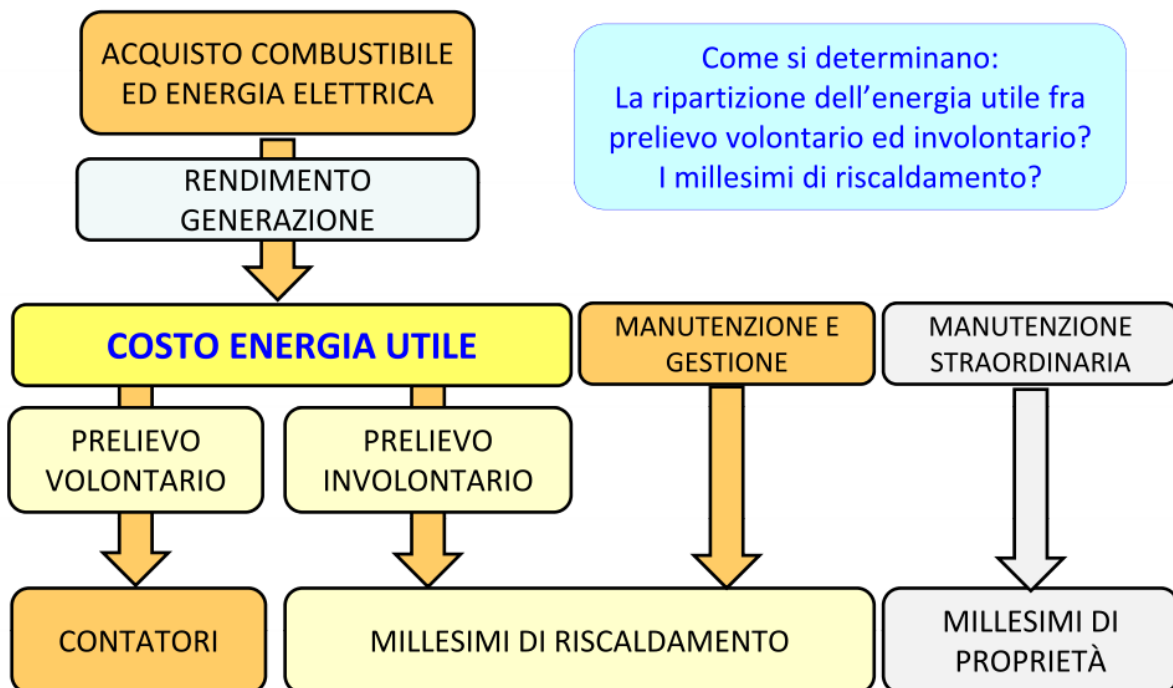 ACQUISTO COMBUSTIBILE
ED ENERGIA ELETTRICA
Come si determinano:
La ripartizione dell’energia utile fra
prelievo volontario ed involontario?
I millesimi di riscaldamento?
RENDIMENTO
GENERAZIONE
COSTO ENERGIA UTILE
MANUTENZIONE E
GESTIONE
MANUTENZIONE
STRAORDINARIA
PRELIEVO
VOLONTARIO
PRELIEVO
INVOLONTARIO
CONTATORI
MILLESIMI DI RISCALDAMENTO
MILLESIMI DI
PROPRIETÀ